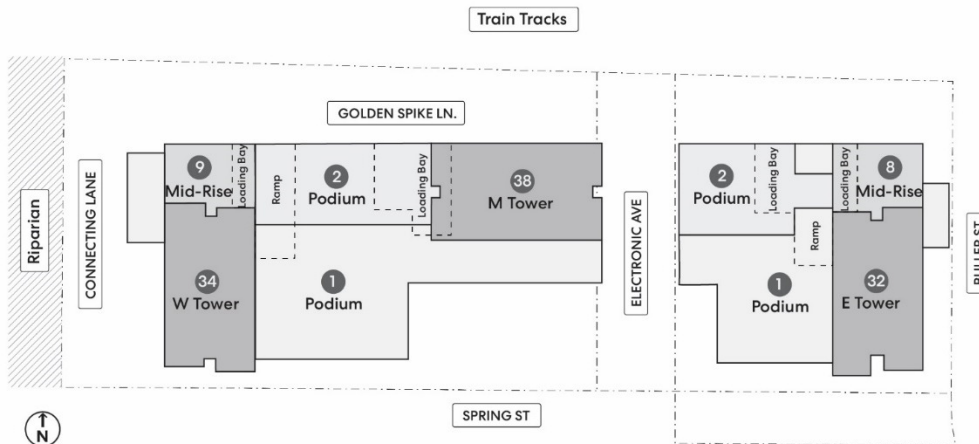 Train Tracks
GOLDEN SPIKE LN.
Riparian
CONNECTING LANE
9
Mid-Rise
Loading Bay
Ramp
2
Podium
Loading Bay
38
M Tower
ELECTRONIC AVE
2
Podium
Loading Bay
Loading Bay
8
Mid-Rise
34
W Tower
1
Podium
Ramp
1
Podium
32
E Tower
SPRING ST
N